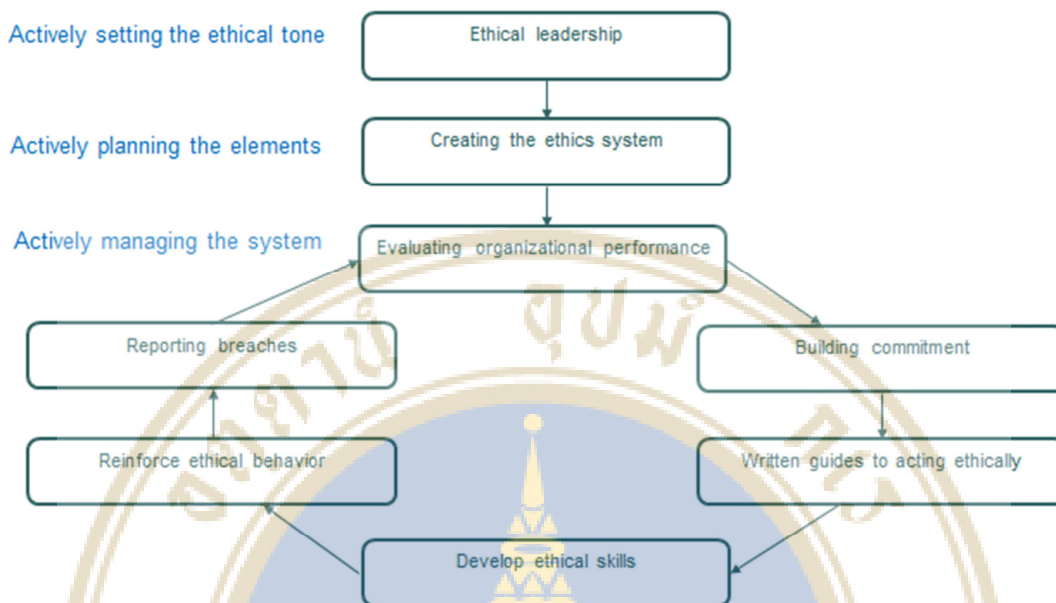 Actively setting the ethical tone
Ethical leadership
Actively planning the elements
Creating the ethics system
Actively managing the system
Evaluating organizational performance
Reporting breaches
Building commitment
Reinforce ethical behavior
Written guides to acting ethically
Develop ethical skills